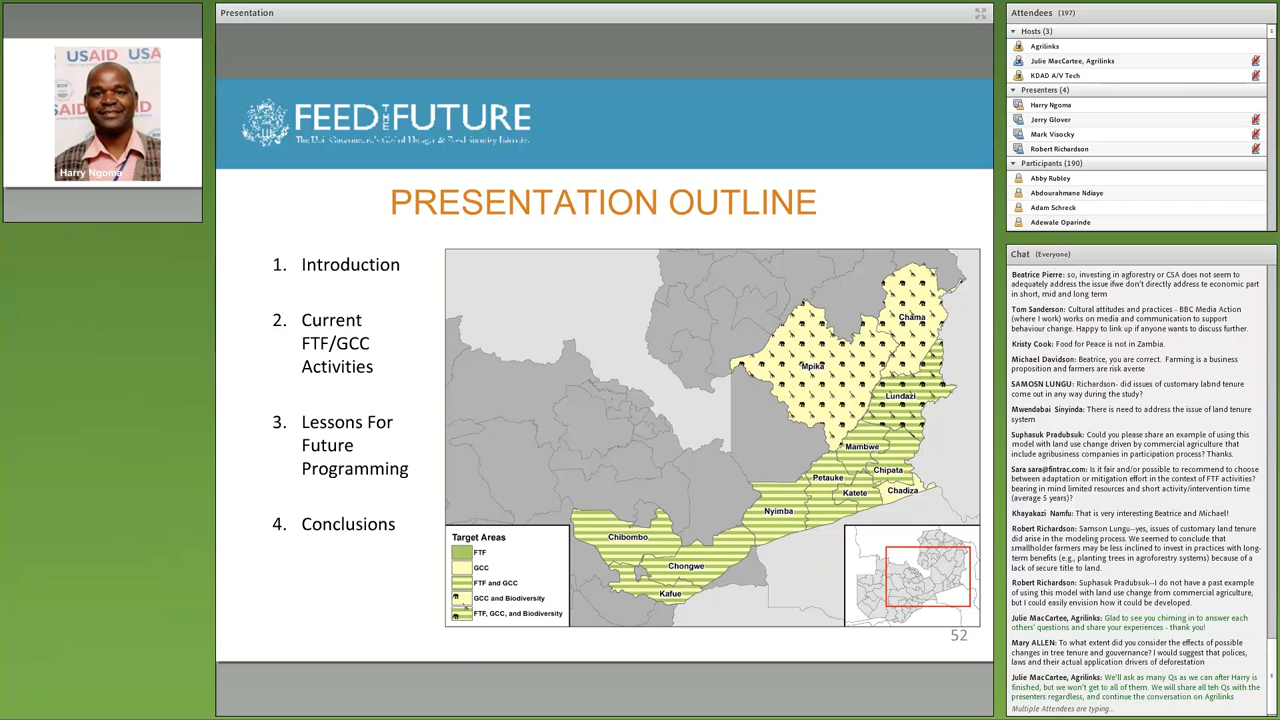 USAID
USA
AID
Harry Ngoma
Presentation
FEED THE FUTURE
The U.S. Government's Global Hunger & Food Security Initiative
PRESENTATION OUTLINE
1. Introduction
2. Current
FTF/GCC
Activities
3. Lessons For
Future
Programming
4. Conclusions
Chama
Mpika
Lundazi
Mambwe
Chipata
Petauke
Katete
Chadiza
Nyimba
Chibombo
Chongwe
Kafue
Target Areas
FTF
GCC
FTF and GCC
GCC and Biodiversity
FTF, GCC, and Biodiversity
52
Attendees (197)
Hosts (3)
Agrilinks
Julie MacCartee, Agrilinks
KDAD A/V Tech
Presenters (4)
Harry Ngoma
Jerry Glover
Mark Visocky
Robert Richardson
Participants (190)
Abby Rubley
Abdourahmane Ndiaye
Adam Schreck
Adewale Oparinde
Chat (Everyone)
Beatrice Pierre: so, investing in agforestry or CSA does not seem to
adequately address the issue ifwe don't directly address to economic part
in short, mid and long term
Tom Sanderson: Cultural attitudes and practices - BBC Media Action
(where I work) works on media and communication to support
behaviour change. Happy to link up if anyone wants to discuss further.
Kristy Cook: Food for Peace is not in Zambia.
Michael Davidson: Beatrice, you are correct. Farming is a business
proposition and farmers are risk averse
SAMOSN LUNGU: Richardson- did issues of customary labnd tenure
come out in any way during the study?
Mwendabai Sinyinda: There is need to address the issue of land tenure
system
Suphasuk Pradubsuk: Could you please share an example of using this
model with land use change driven by commercial agriculture that
include agribusiness companies in participation process? Thanks.
Sara sara@fintrac.com: Is it fair and/or possible to recommend to choose
between adaptation or mitigation effort in the context of FTF activities?
bearing in mind limited resources and short activity/intervention time
(average 5 years)?
Khayakazi Namfu: That is very interesting Beatrice and Michael!
Robert Richardson: Samson Lungu--yes, issues of customary land tenure
did arise in the modeling process. We seemed to conclude that
smallholder farmers may be less inclined to invest in practices with long-
term benefits (e.g., planting trees in agroforestry systems) because of a
lack of secure title to land.
Robert Richardson: Suphasuk Pradubsuk--I do not have a past example
of using this model with land use change from commercial agriculture,
but I could easily envision how it could be developed.
Julie MacCartee, Agrilinks: Glad to see you chiming in to answer each
others' questions and share your experiences - thank you!
Mary ALLEN: To what extent did you consider the effects of possible
changes in tree tenure and gouvernance? I would suggest that polices,
laws and their actual application drivers of deforestation
Julie MacCartee, Agrilinks: We'll ask as many Qs as we can after Harry is
finished, but we won't get to all of them. We will share all teh Qs with the
presenters regardless, and continue the conversation on Agrilinks
Multiple Attendees are typing...